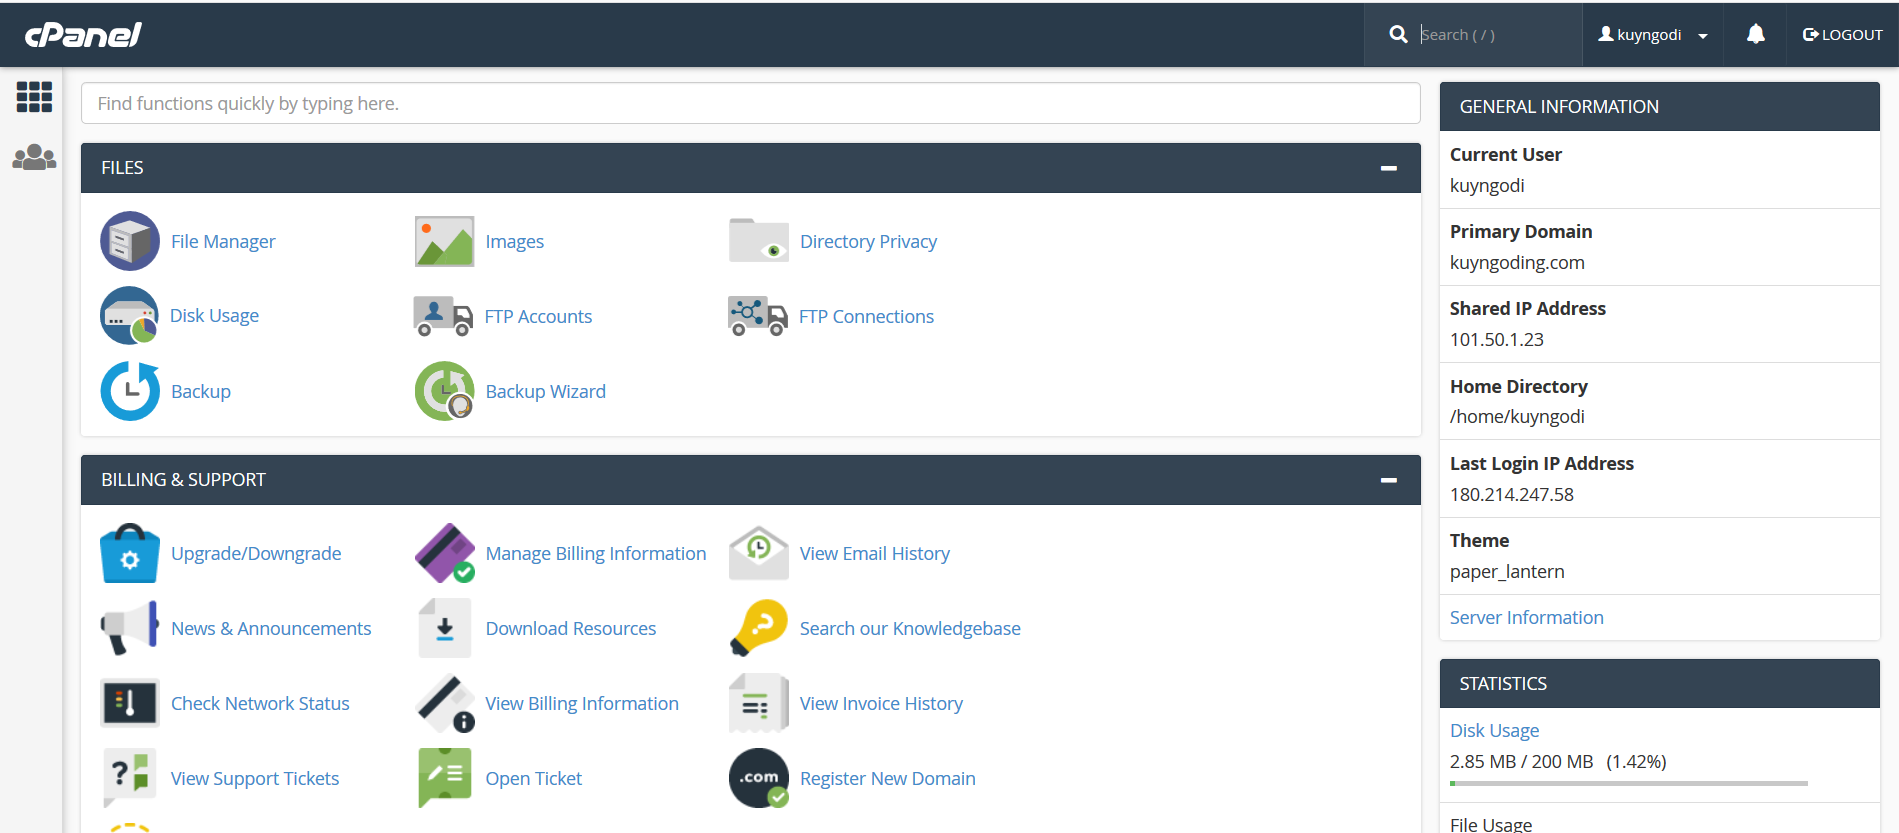 cPanel
Search ( / )
kuyngodi
LOGOUT
Find functions quickly by typing here.
FILES
File Manager
Images
Directory Privacy
Disk Usage
FTP Accounts
FTP Connections
Backup
Backup Wizard
BILLING & SUPPORT
Upgrade/Downgrade
Manage Billing Information
View Email History
News & Announcements
Download Resources
Search our Knowledgebase
Check Network Status
View Billing Information
View Invoice History
View Support Tickets
Open Ticket
.com
Register New Domain
GENERAL INFORMATION
Current User
kuyngodi
Primary Domain
kuyngoding.com
Shared IP Address
101.50.1.23
Home Directory
/home/kuyngodi
Last Login IP Address
180.214.247.58
Theme
paper_lantern
Server Information
STATISTICS
Disk Usage
2.85 MB / 200 MB (1.42%)
File Usage